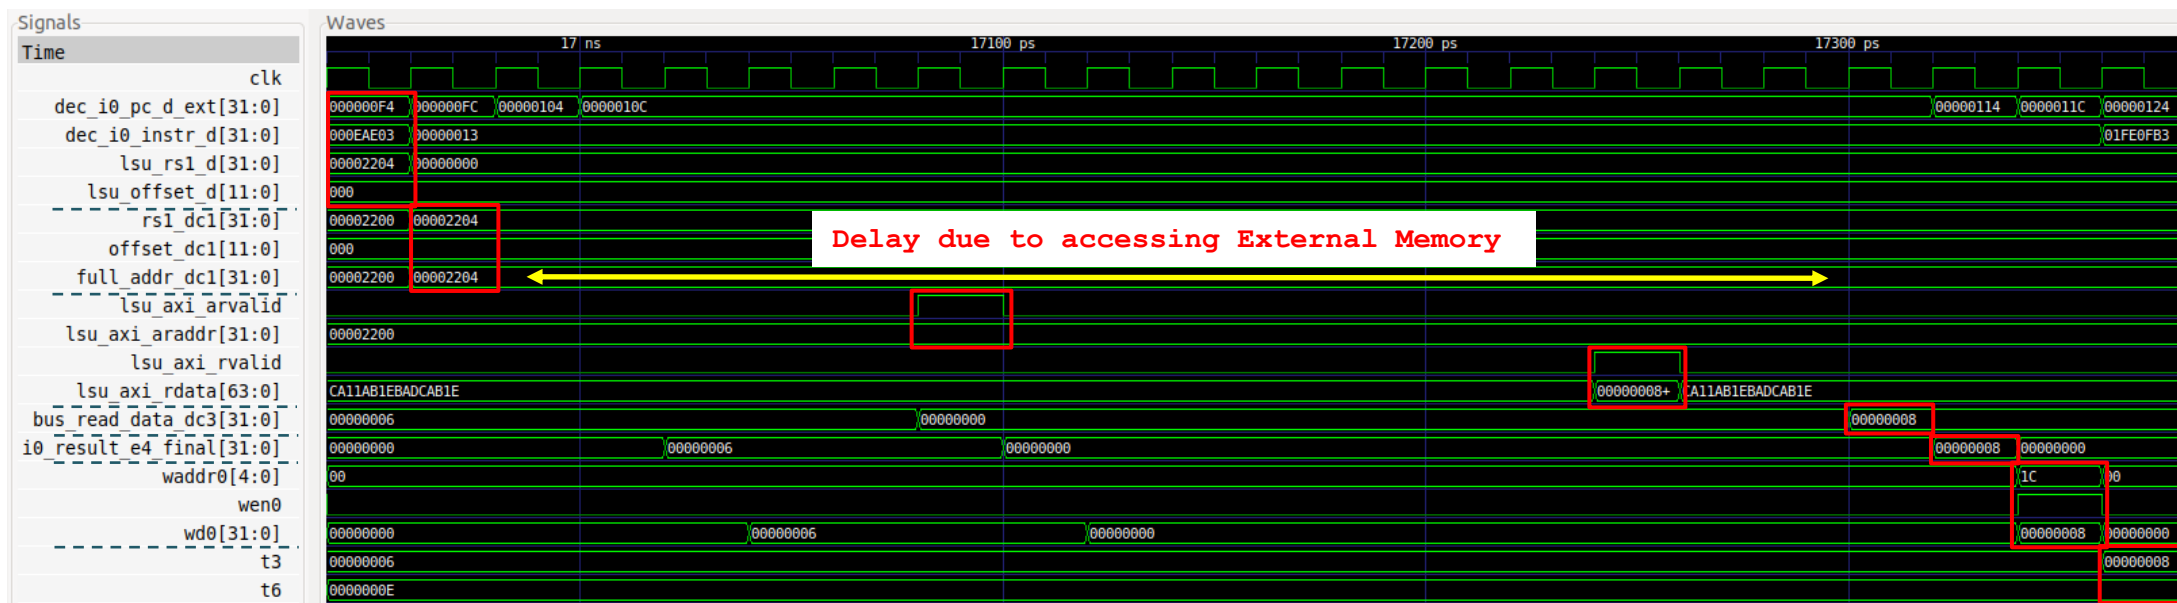 Signals Waves
Time 17 ns 17100 ps 17200 ps 17300 ps
clk
dec_i0_pc_d_ext[31:0] 000000F4 000000FC 00000104 0000010C 00000114 0000011C 00000124
dec_i0_instr_d[31:0] 000EAE03 00000013 01FE0FB3
lsu_rs1_d[31:0] 00002204 00000000
lsu_offset_d[11:0] 000
rs1_dc1[31:0] 00002200 00002204
Delay due to accessing External Memory
offset_dc1[11:0] 000
full_addr_dc1[31:0] 00002200 00002204
lsu_axi_arvalid
lsu_axi_araddr[31:0] 00002200
lsu_axi_rvalid
lsu_axi_rdata[63:0] CA11AB1EBADCAB1E 00000008+ CA11AB1EBADCAB1E
bus_read_data_dc3[31:0] 00000006 00000000 00000008
i0_result_e4_final[31:0] 00000000 00000006 00000000 00000008 00000000
waddr0[4:0] 00 1C 00
wen0
wd0[31:0] 00000000 00000006 00000000 00000008 00000000
t3 00000006 00000008
t6 0000000E